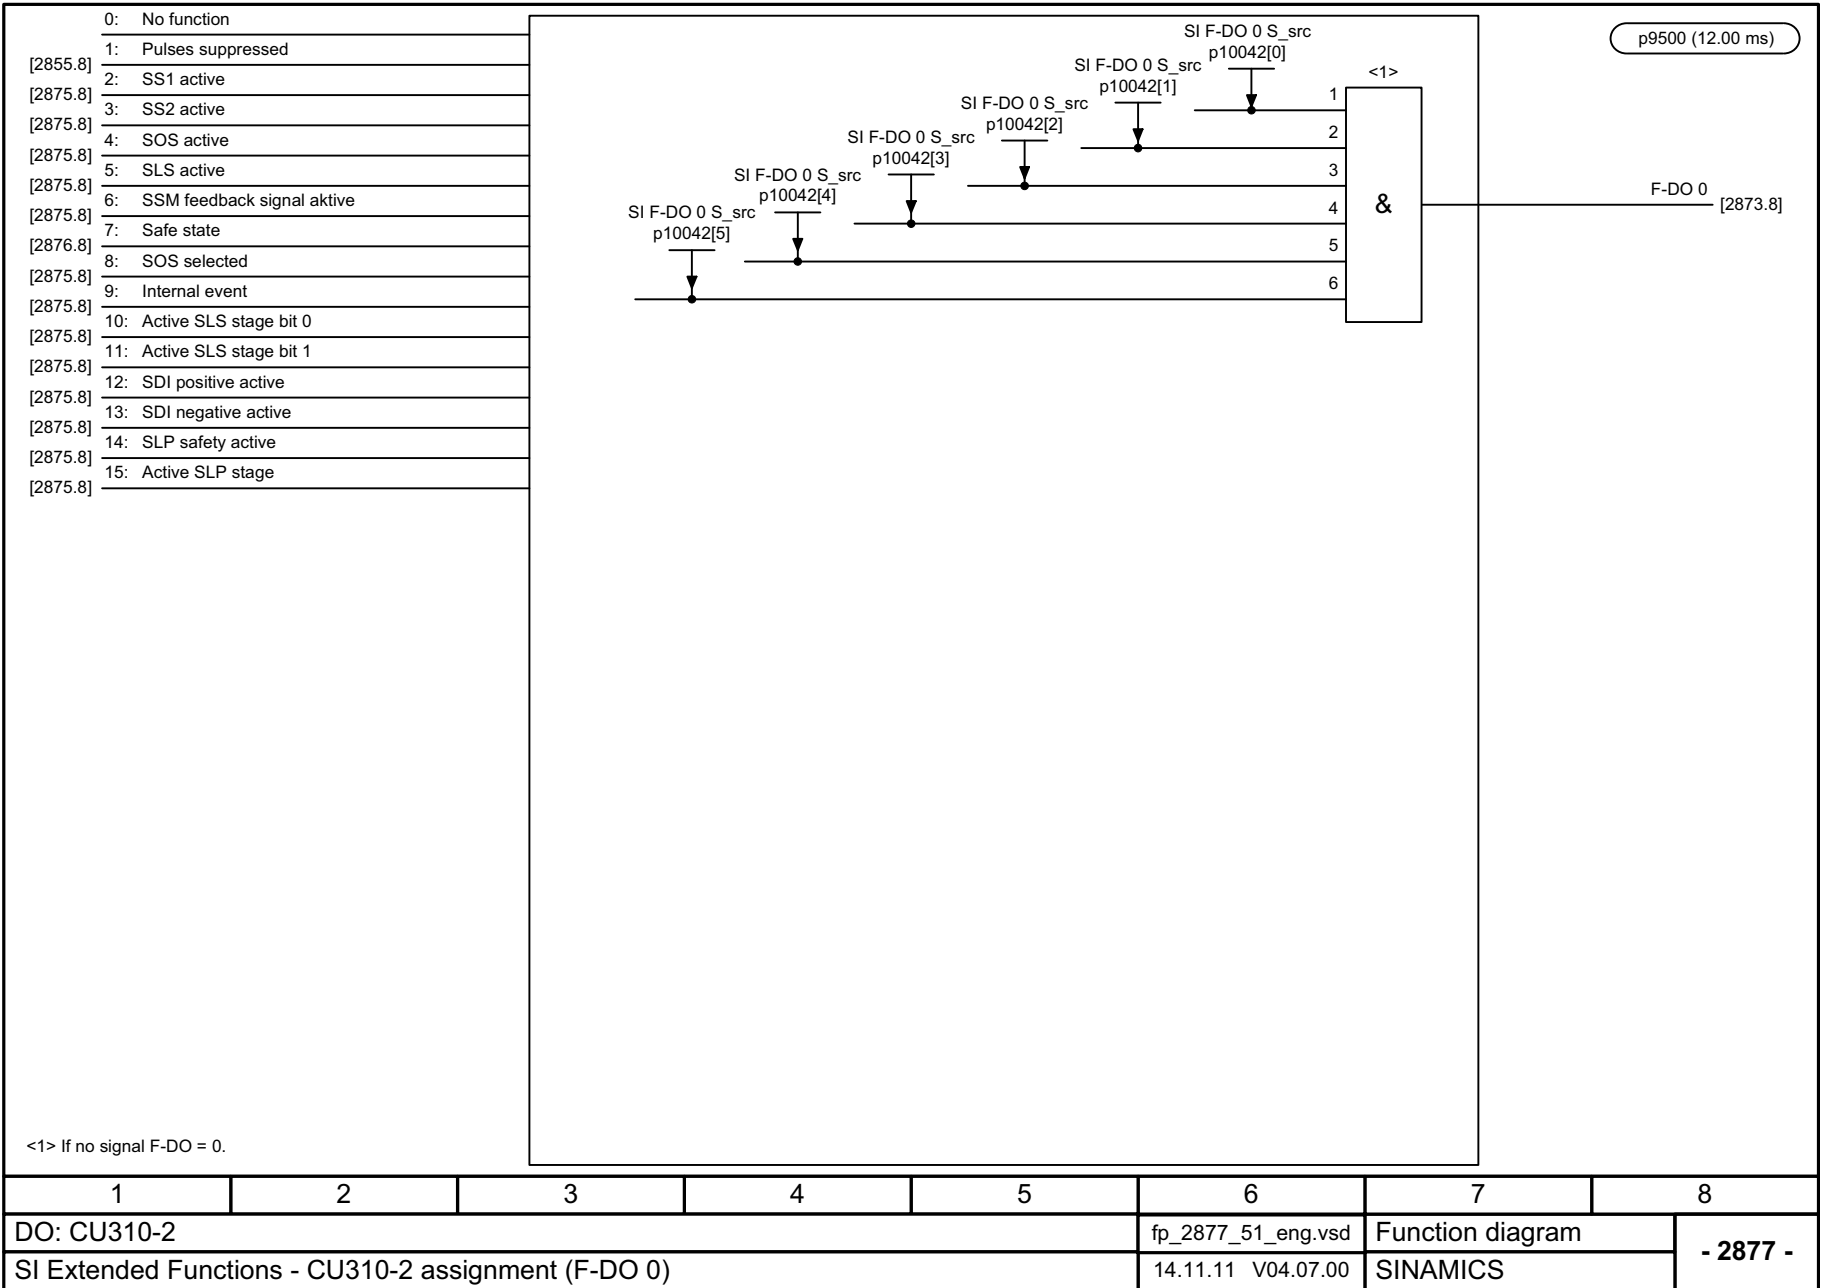 0: No function
1: Pulses suppressed
[2855.8]
2: SS1 active
[2875.8]
3: SS2 active
[2875.8]
4: SOS active
[2875.8]
5: SLS active
[2875.8]
6: SSM feedback signal aktive
[2875.8]
7: Safe state
[2876.8]
8: SOS selected
[2875.8]
9: Internal event
[2875.8]
10: Active SLS stage bit 0
[2875.8]
11: Active SLS stage bit 1
[2875.8]
12: SDI positive active
[2875.8]
13: SDI negative active
[2875.8]
14: SLP safety active
[2875.8]
15: Active SLP stage
[2875.8]
SI F-DO 0 S_src
p10042[0]
SI F-DO 0 S_src
p10042[1]
SI F-DO 0 S_src
p10042[2]
SI F-DO 0 S_src
p10042[3]
SI F-DO 0 S_src
p10042[4]
SI F-DO 0 S_src
p10042[5]
<1>
1
2
3
4
5
6
&
F-DO 0
[2873.8]
p9500 (12.00 ms)
<1> If no signal F-DO = 0.
1 2 3 4 5 6 7 8
DO: CU310-2
fp_2877_51_eng.vsd
Function diagram
- 2877 -
SI Extended Functions - CU310-2 assignment (F-DO 0)
14.11.11 V04.07.00
SINAMICS